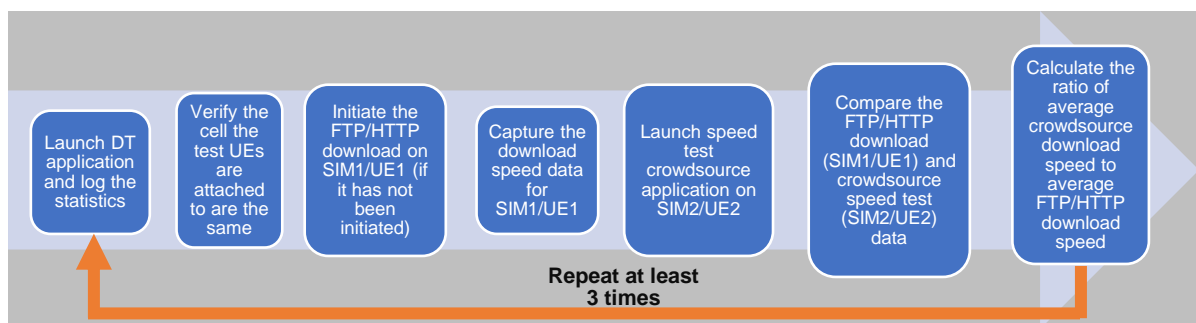 Launch DT
application
and log the
statistics
Verify the
cell the
test UEs
are
attached
to are the
same
Initiate the
FTP/HTTP
download on
SIM1/UE1 (if
it has not
been
initiated)
Capture the
download
speed data
for
SIM1/UE1
Launch speed
test
crowdsource
application on
SIM2/UE2
Compare the
FTP/HTTP
download
(SIM1/UE1) and
crowdsource
speed test
(SIM2/UE2)
data
Calculate the
ratio of
average
crowdsource
download
speed to
average
FTP/HTTP
download
speed
Repeat at least
3 times